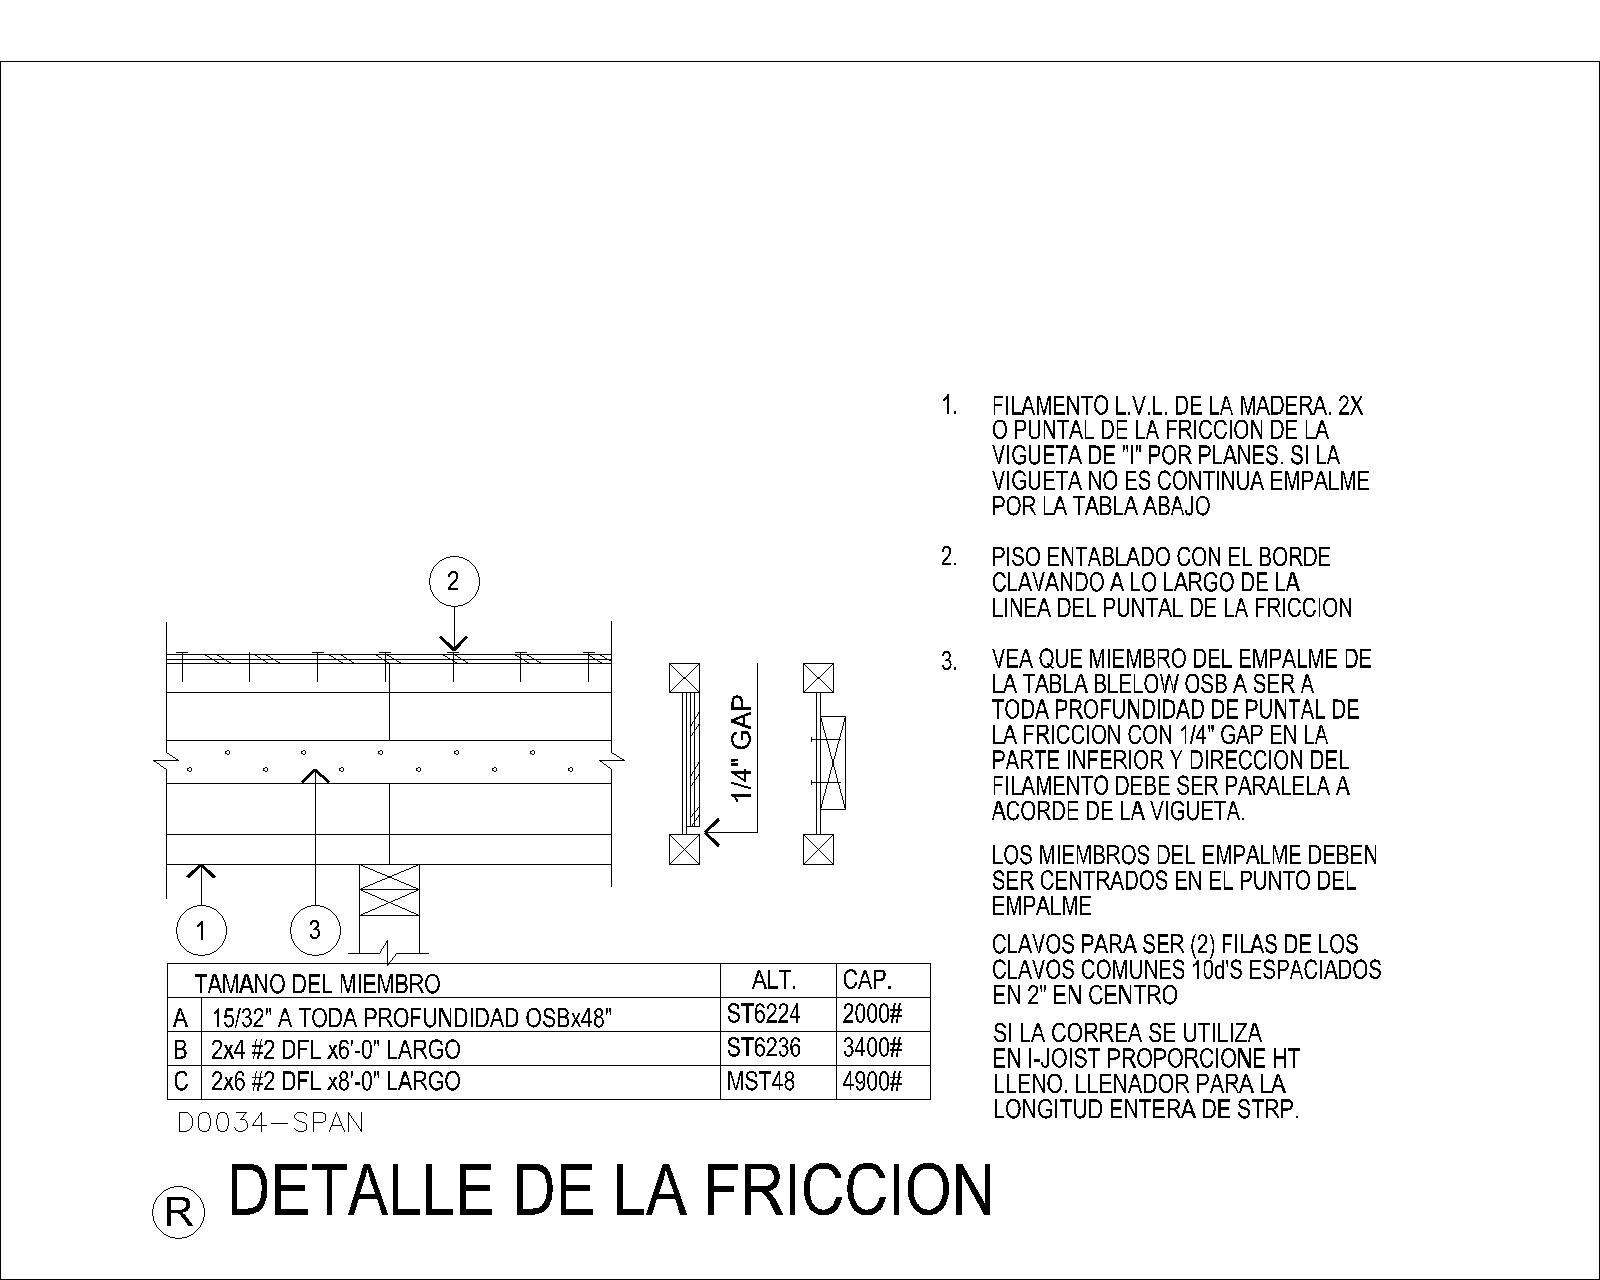 1. FILAMENTO L.V.L. DE LA MADERA. 2X
O PUNTAL DE LA FRICCION DE LA
VIGUETA DE "I" POR PLANES. SI LA
VIGUETA NO ES CONTINUA EMPALME
POR LA TABLA ABAJO
2. PISO ENTABLADO CON EL BORDE
CLAVANDO A LO LARGO DE LA
LINEA DEL PUNTAL DE LA FRICCION
3. VEA QUE MIEMBRO DEL EMPALME DE
LA TABLA BLELOW OSB A SER A
TODA PROFUNDIDAD DE PUNTAL DE
LA FRICCION CON 1/4" GAP EN LA
PARTE INFERIOR Y DIRECCION DEL
FILAMENTO DEBE SER PARALELA A
ACORDE DE LA VIGUETA.
LOS MIEMBROS DEL EMPALME DEBEN
SER CENTRADOS EN EL PUNTO DEL
EMPALME
CLAVOS PARA SER (2) FILAS DE LOS
CLAVOS COMUNES 10d'S ESPACIADOS
EN 2" EN CENTRO
SI LA CORREA SE UTILIZA
EN I-JOIST PROPORCIONE HT
LLENO. LLENADOR PARA LA
LONGITUD ENTERA DE STRP.
2
1/4" GAP
1
3
TAMANO DEL MIEMBRO ALT. CAP.
A 15/32" A TODA PROFUNDIDAD OSBx48" ST6224 2000#
B 2x4 #2 DFL x6'-0" LARGO ST6236 3400#
C 2x6 #2 DFL x8'-0" LARGO MST48 4900#
D0034-SPAN
R DETALLE DE LA FRICCION